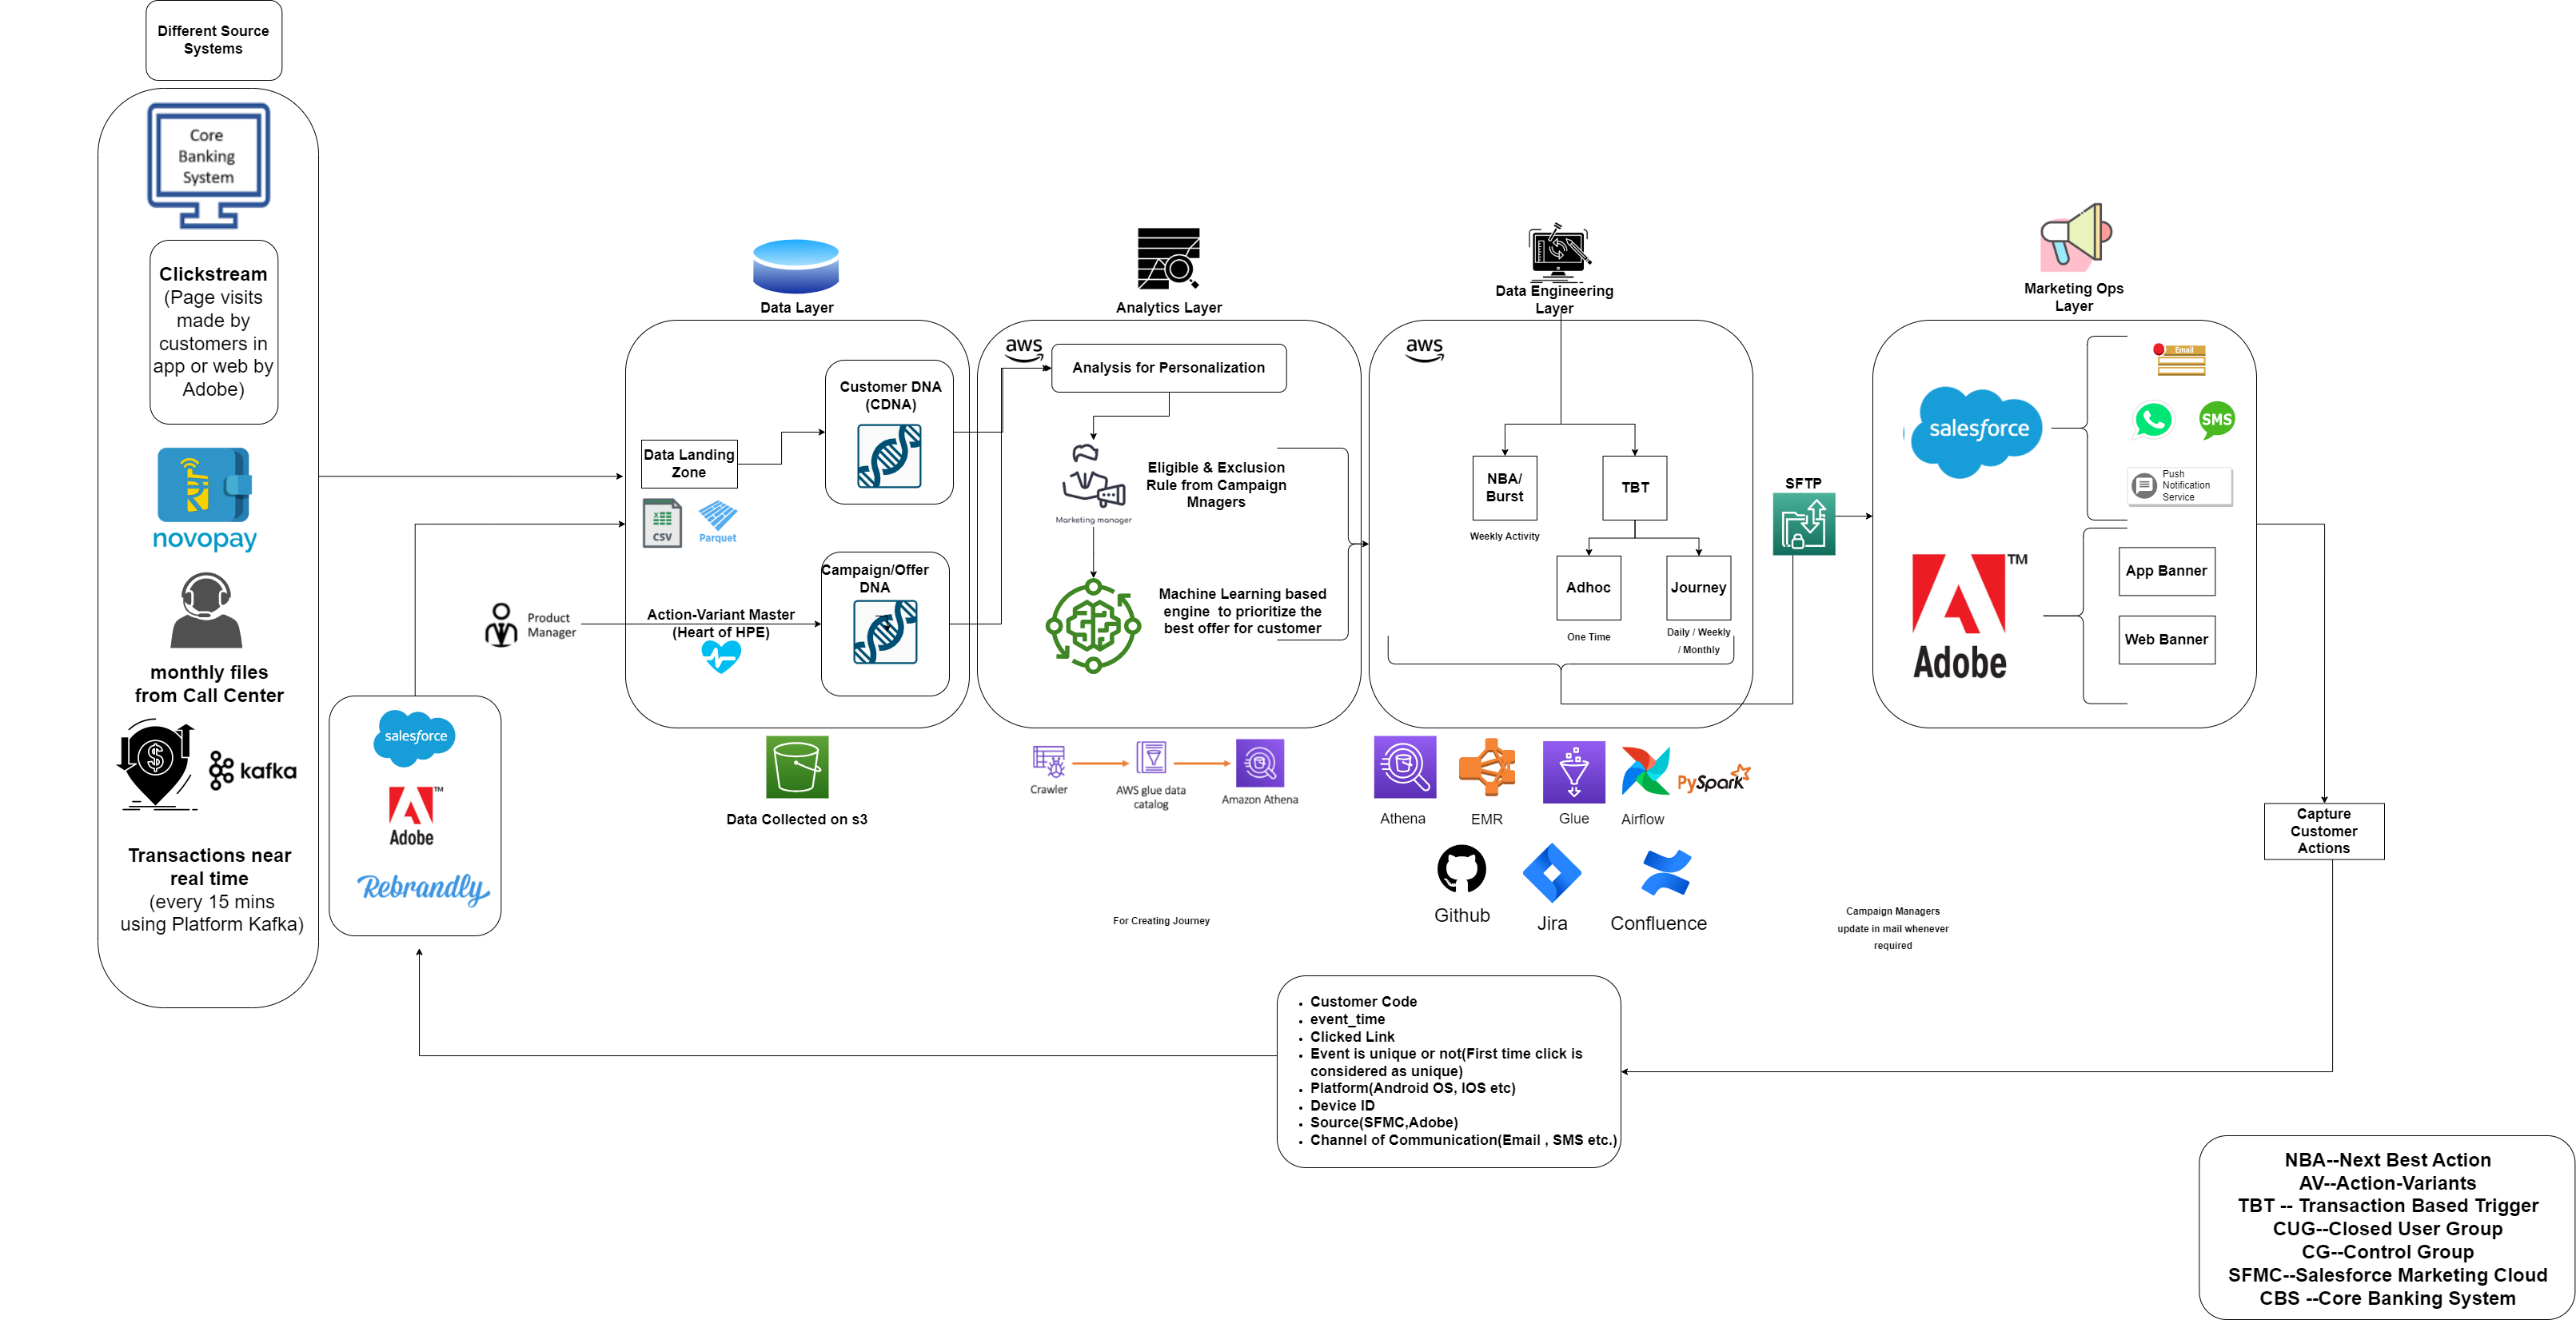 Different Source
Systems
Core
Banking
System
Clickstream
(Page visits
made by
customers in
app or web by
Adobe)
novopay
monthly files
from Call Center
kafka
Transactions near
real time
(every 15 mins
using Platform Kafka)
salesforce
Adobe
TM
Rebrandly
Product
Manager
Data Layer
Data Landing
Zone
CSV
Parquet
Customer DNA
(CDNA)
Action-Variant Master
(Heart of HPE)
Campaign/Offer
DNA
Data Collected on s3
Analytics Layer
aws
Analysis for Personalization
Marketing manager
Eligible & Exclusion
Rule from Campaign
Mnagers
Machine Learning based
engine to prioritize the
best offer for customer
Crawler
AWS glue data
catalog
Amazon Athena
For Creating Journey
Data Engineering
Layer
aws
NBA/
Burst
Weekly Activity
TBT
Adhoc
One Time
Journey
Daily / Weekly
/ Monthly
Athena
EMR
Glue
Airflow
PySpark
Github
Jira
Confluence
SFTP
Marketing Ops
Layer
salesforce
Email
SMS
Push
Notification
Service
Adobe
TM
App Banner
Web Banner
Campaign Managers
update in mail whenever
required
Capture
Customer
Actions
Customer Code
event_time
Clicked Link
Event is unique or not(First time click is
considered as unique)
Platform(Android OS, IOS etc)
Device ID
Source(SFMC,Adobe)
Channel of Communication(Email , SMS etc.)
NBA--Next Best Action
AV--Action-Variants
TBT -- Transaction Based Trigger
CUG--Closed User Group
CG--Control Group
SFMC--Salesforce Marketing Cloud
CBS --Core Banking System